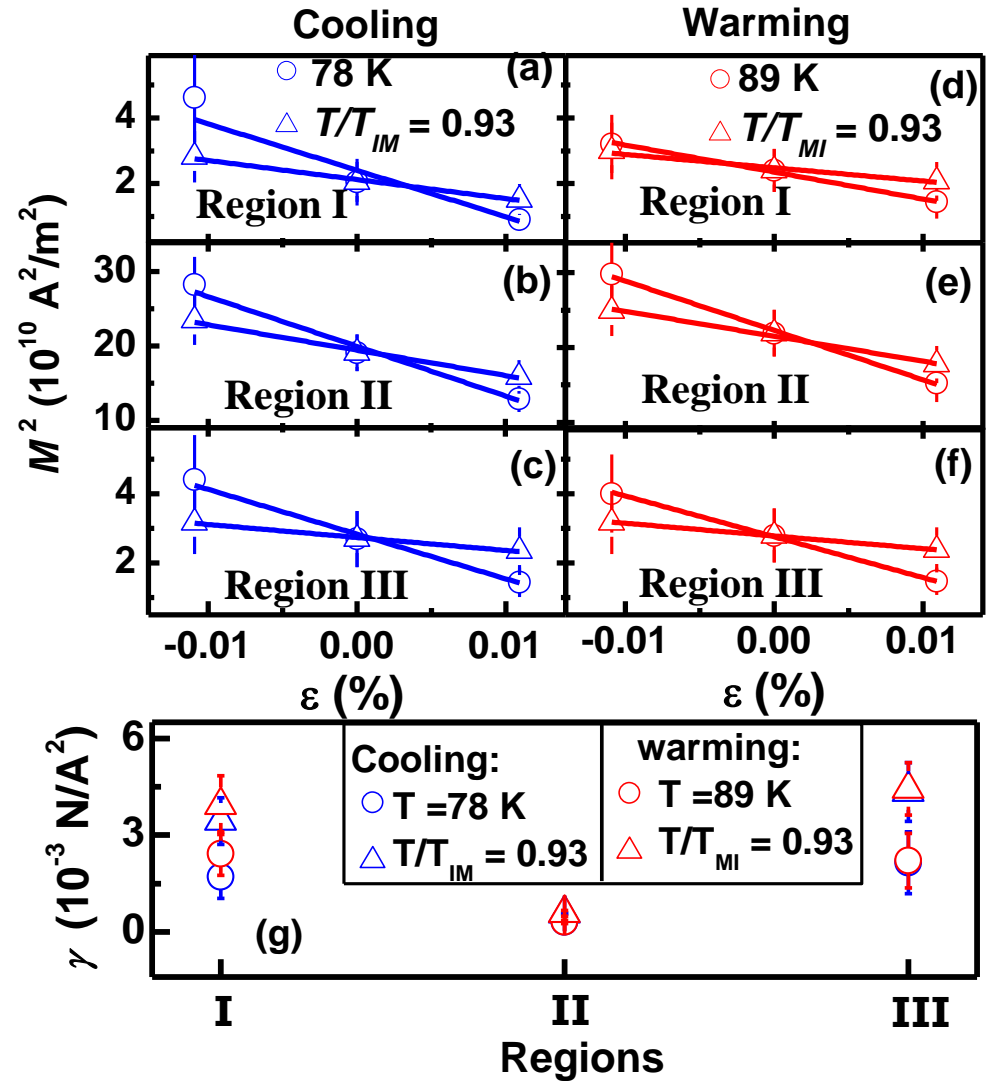 Cooling
Warming
(a)
78 K
T/T_IM = 0.93
4
2
Region I
(d)
89 K
T/T_MI = 0.93
Region I
M² (10¹⁰ A²/m²)
30
20
10
(b)
Region II
(e)
Region II
4
2
(c)
Region III
(f)
Region III
-0.01 0.00 0.01
-0.01 0.00 0.01
ε (%)
ε (%)
γ (10⁻³ N/A²)
6
3
0
Cooling:
T =78 K
T/T_IM = 0.93
warming:
T =89 K
T/T_MI = 0.93
(g)
I II III
Regions